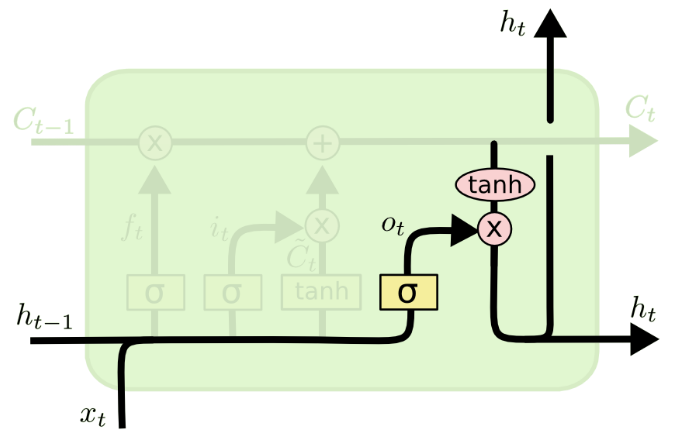 h_t
C_{t-1}
C_t
x
+
tanh
f_t
i_t
x
C̃_t
o_t
x
σ
σ
tanh
σ
h_{t-1}
h_t
x_t